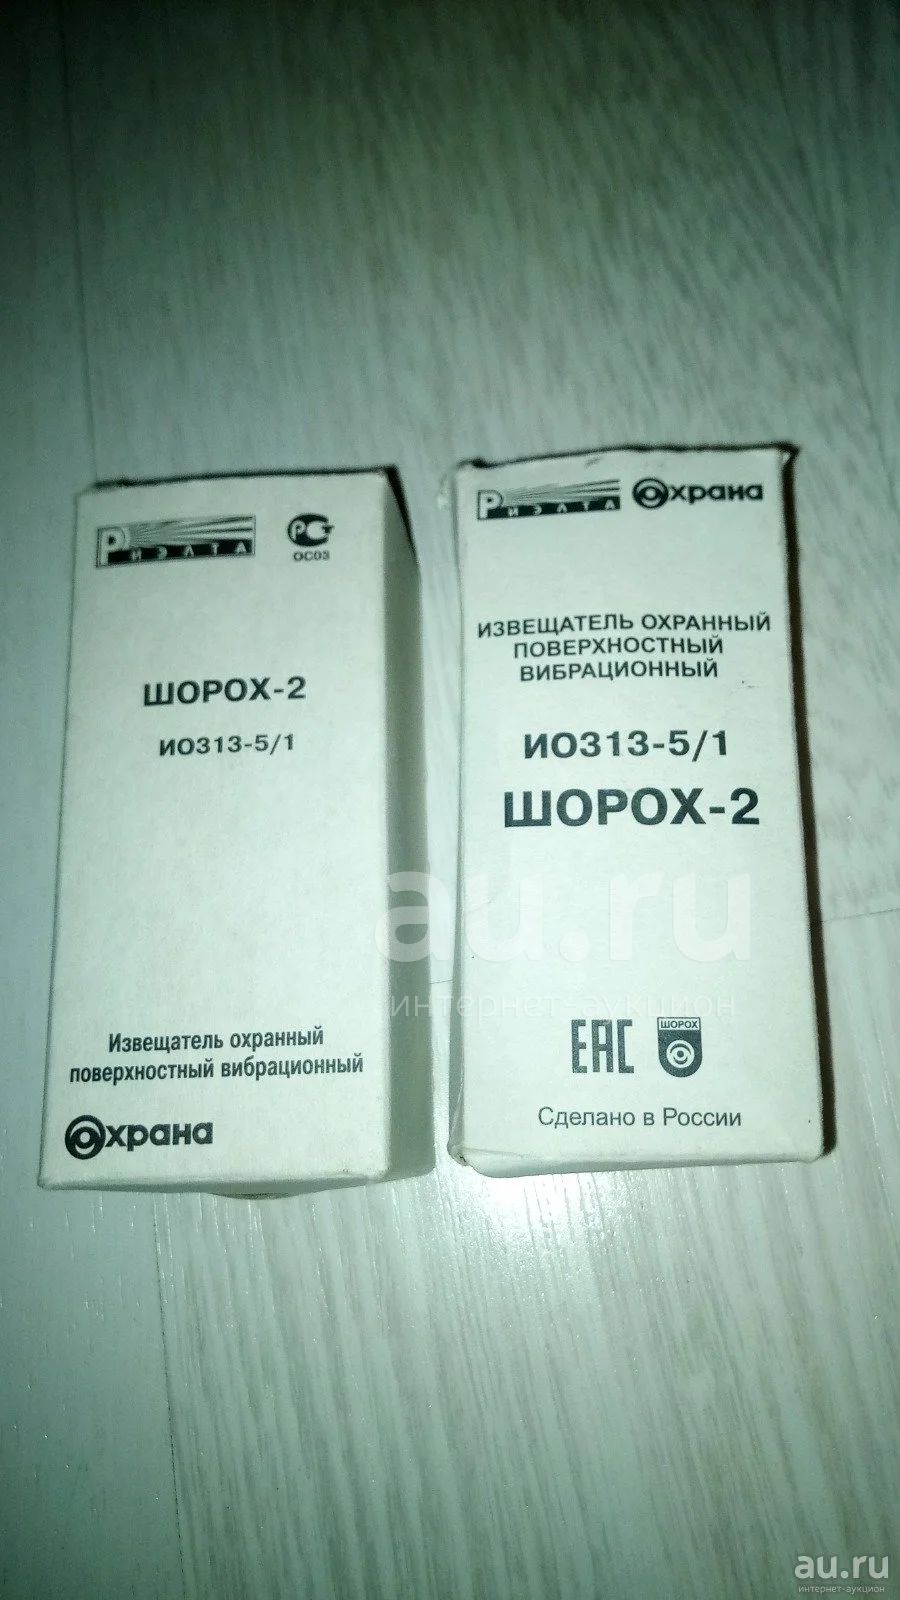 РИЭЛТА
РСТ
ОС03
ШОРОХ-2
ИО313-5/1
Извещатель охранный
поверхностный вибрационный
Охрана
РИЭЛТА Охрана
ИЗВЕЩАТЕЛЬ ОХРАННЫЙ
ПОВЕРХНОСТНЫЙ
ВИБРАЦИОННЫЙ
ИО313-5/1
ШОРОХ-2
EAC
ШОРОХ
Сделано в России
au.ru
интернет-аукцион
au.ru
интернет-аукцион